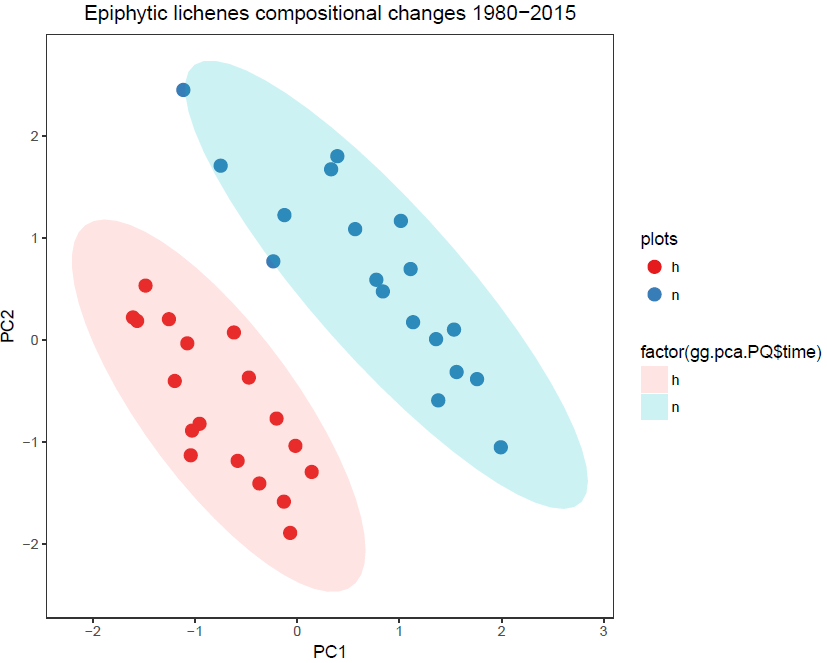 Epiphytic lichenes compositional changes 1980−2015
PC2
2
1
0
−1
−2
−2
−1
0
1
2
3
PC1
plots
h
n
factor(gg.pca.PQ$time)
h
n